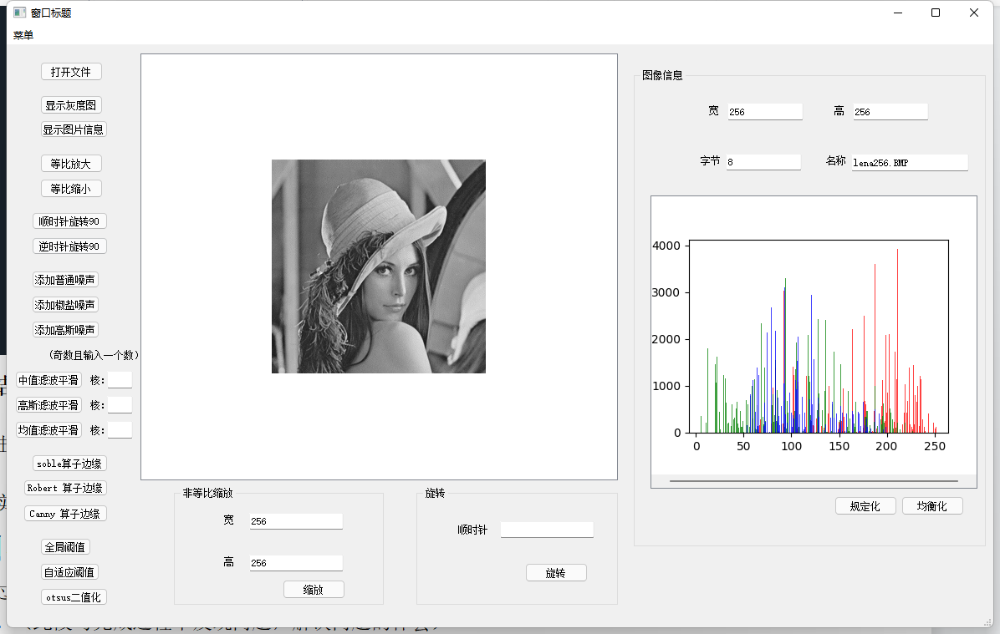 窗口标题
菜单
打开文件
显示灰度图
显示图片信息
等比放大
等比缩小
顺时针旋转90
逆时针旋转90
添加普通噪声
添加椒盐噪声
添加高斯噪声
(奇数且输入一个数)
中值滤波平滑 核:
高斯滤波平滑 核:
均值滤波平滑 核:
soble算子边缘
Robert 算子边缘
Canny 算子边缘
全局阈值
自适应阈值
otsus二值化
非等比缩放
宽 256
高 256
缩放
旋转
顺时针
旋转
图像信息
宽 256 高 256
字节 8 名称 lena256.BMP
4000
3000
2000
1000
0
0 50 100 150 200 250
规定化 均衡化